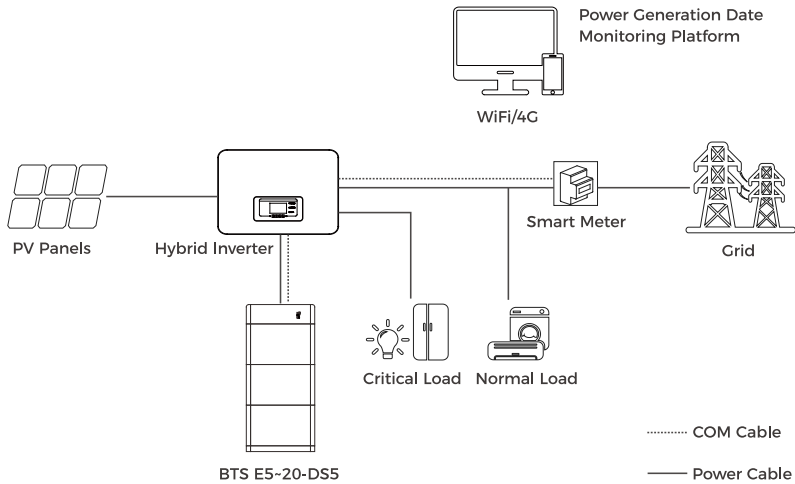 Power Generation Date
Monitoring Platform
WiFi/4G
PV Panels
Hybrid Inverter
Smart Meter
Grid
Critical Load
Normal Load
BTS E5~20-DS5
COM Cable
Power Cable